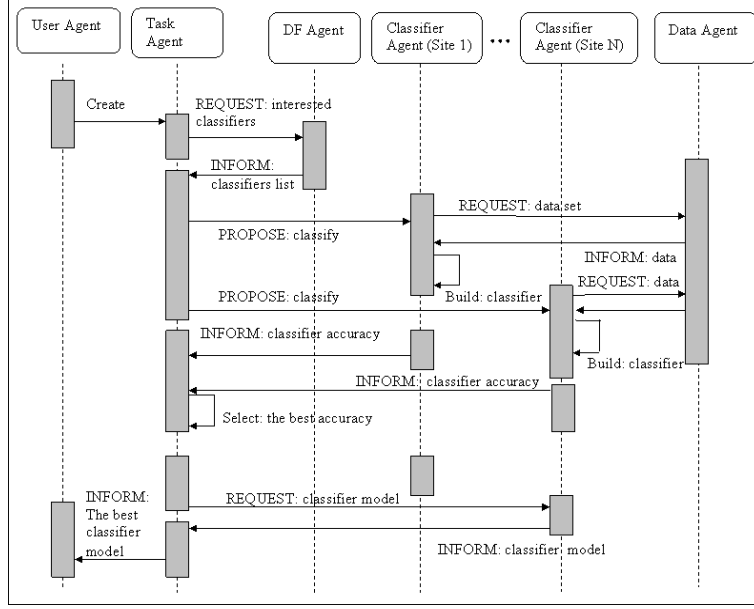 User Agent
Task
Agent
DF Agent
Classifier
Agent (Site 1)
...
Classifier
Agent (Site N)
Data Agent
Create
REQUEST: interested
classifiers
INFORM:
classifiers list
REQUEST: data set
PROPOSE: classify
INFORM: data
REQUEST: data
PROPOSE: classify
Build: classifier
INFORM: classifier accuracy
Build: classifier
INFORM: classifier accuracy
Select: the best accuracy
INFORM:
The best
classifier
model
REQUEST: classifier model
INFORM: classifier model